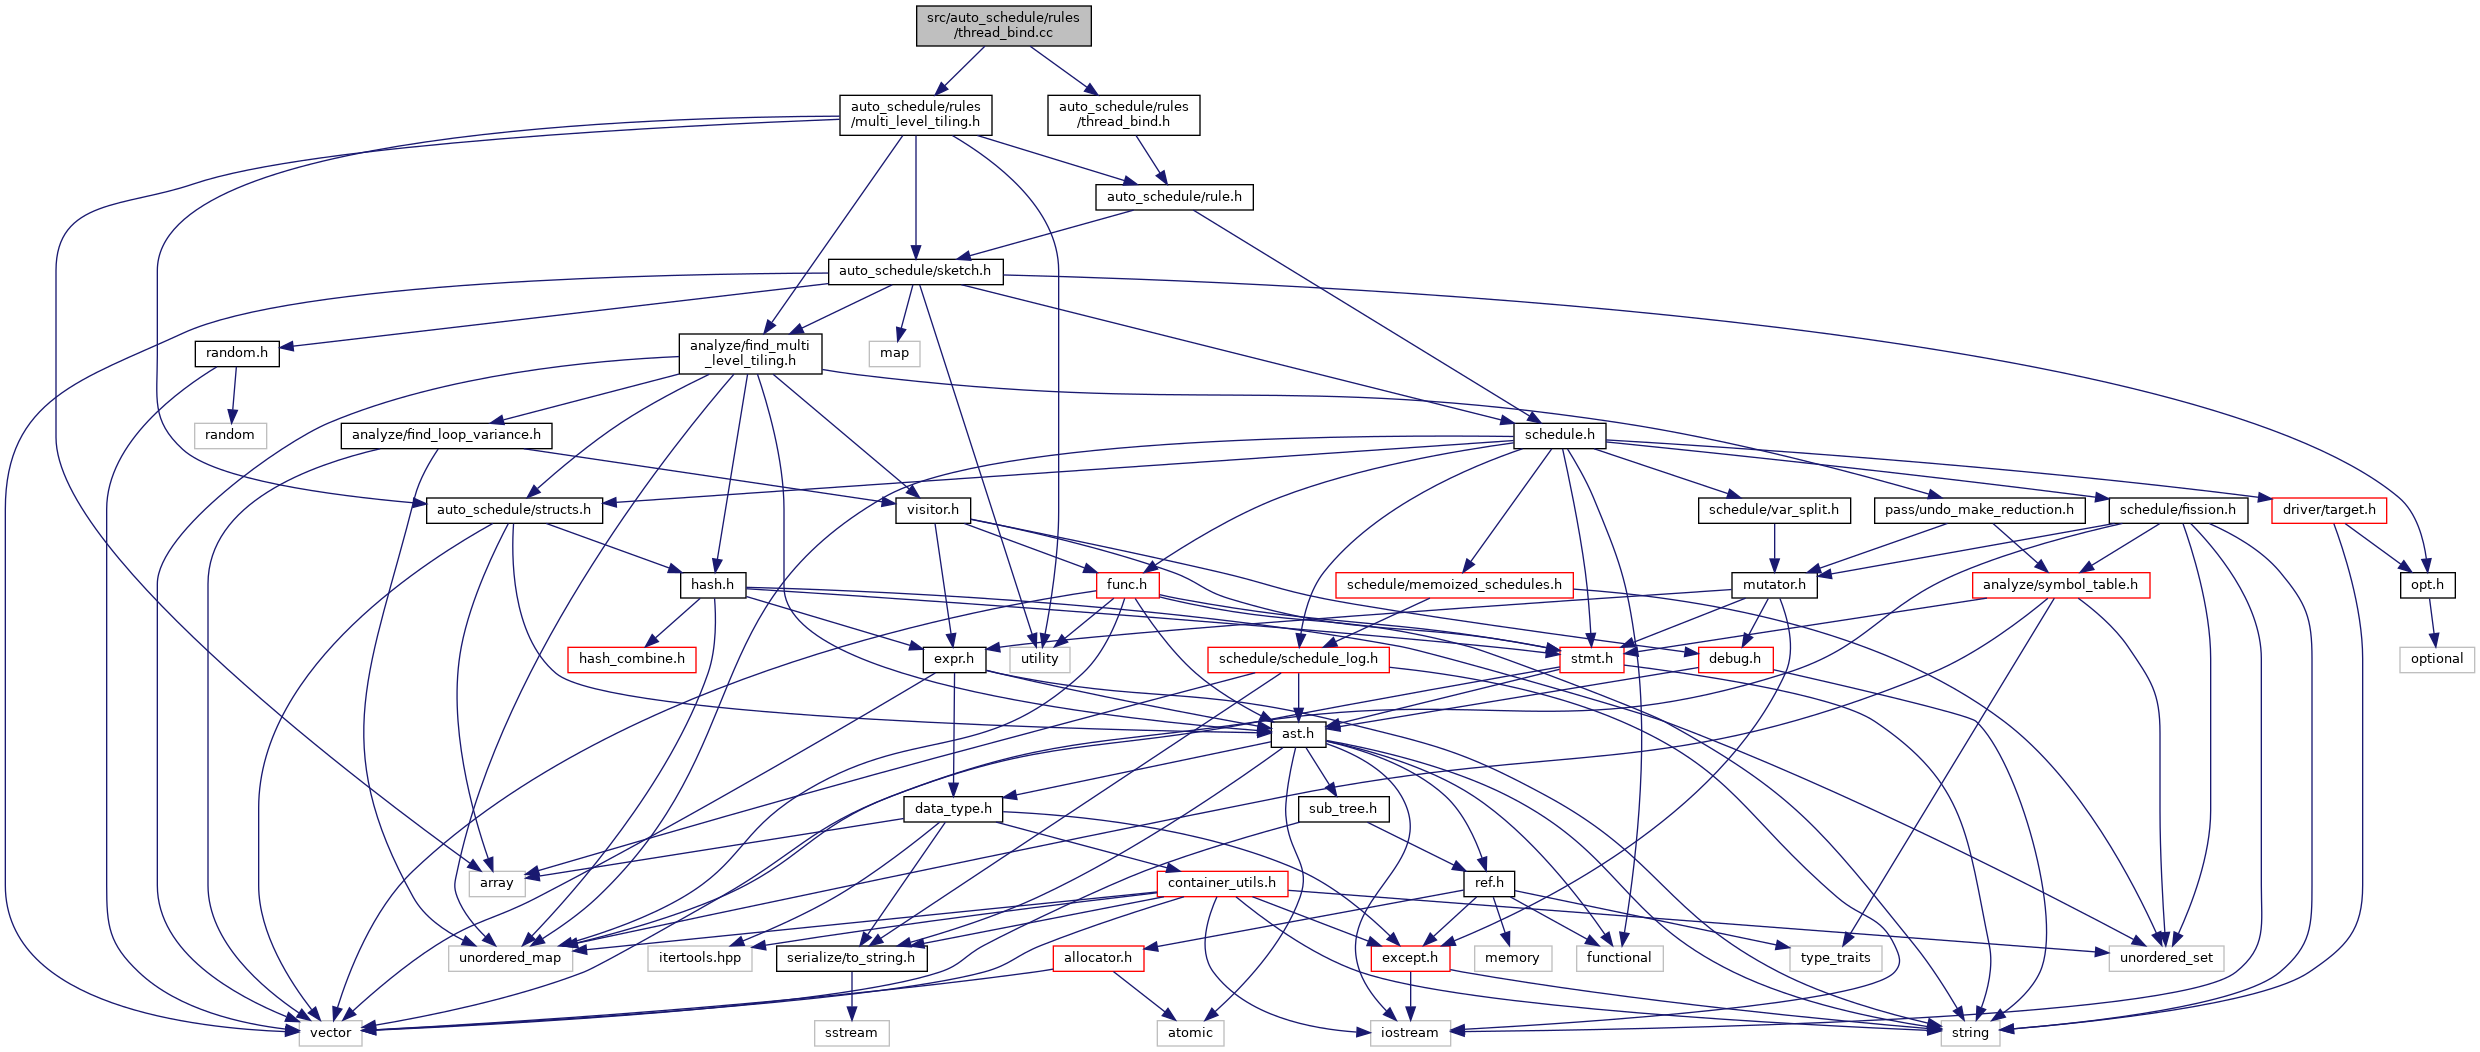 src/auto_schedule/rules
/thread_bind.cc
auto_schedule/rules
/multi_level_tiling.h
auto_schedule/rules
/thread_bind.h
auto_schedule/rule.h
auto_schedule/sketch.h
random.h
analyze/find_multi
_level_tiling.h
map
random
analyze/find_loop_variance.h
schedule.h
auto_schedule/structs.h
visitor.h
schedule/var_split.h
pass/undo_make_reduction.h
schedule/fission.h
driver/target.h
hash.h
func.h
schedule/memoized_schedules.h
mutator.h
analyze/symbol_table.h
opt.h
hash_combine.h
expr.h
utility
schedule/schedule_log.h
stmt.h
debug.h
optional
ast.h
data_type.h
sub_tree.h
array
container_utils.h
ref.h
unordered_map
itertools.hpp
serialize/to_string.h
allocator.h
except.h
memory
functional
type_traits
unordered_set
vector
sstream
atomic
iostream
string